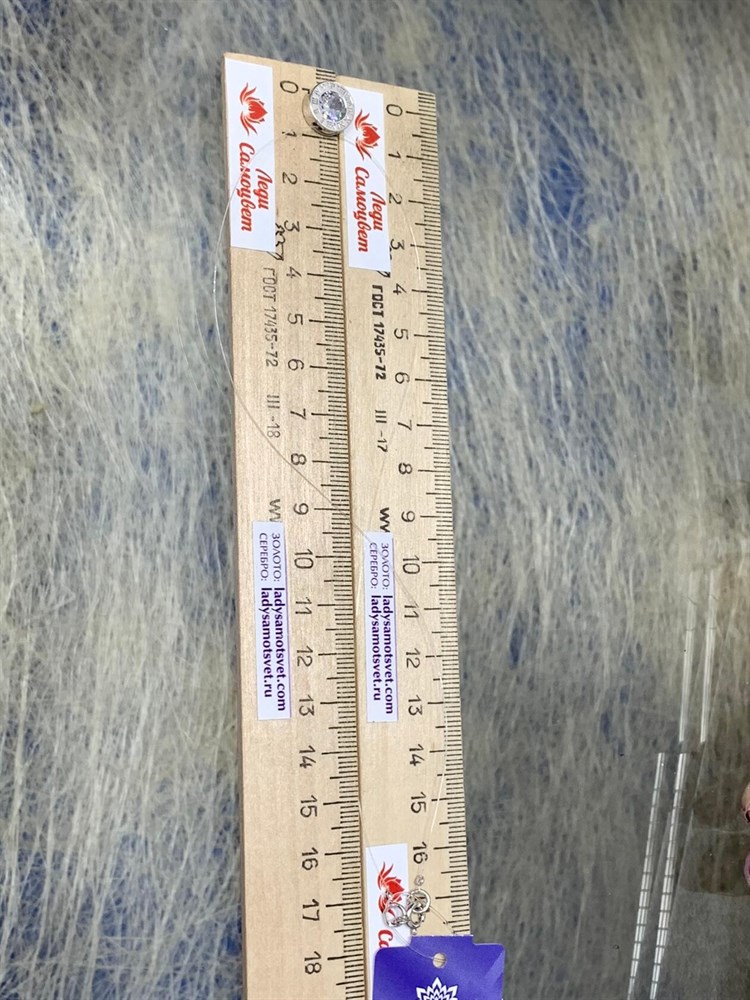 0 1 2 3 4 5 6 7 8 9 10 11 12 13 14 15 16 17 18
Леди
Самоцвет
ГОСТ 17435-72 III -18
ЗОЛОТО: ladysamotsvet.com
СЕРЕБРО: ladysamotsvet.ru
0 1 2 3 4 5 6 7 8 9 10 11 12 13 14 15 16
Леди
Самоцвет
ГОСТ 17435-72 III -17
ЗОЛОТО: ladysamotsvet.com
СЕРЕБРО: ladysamotsvet.ru